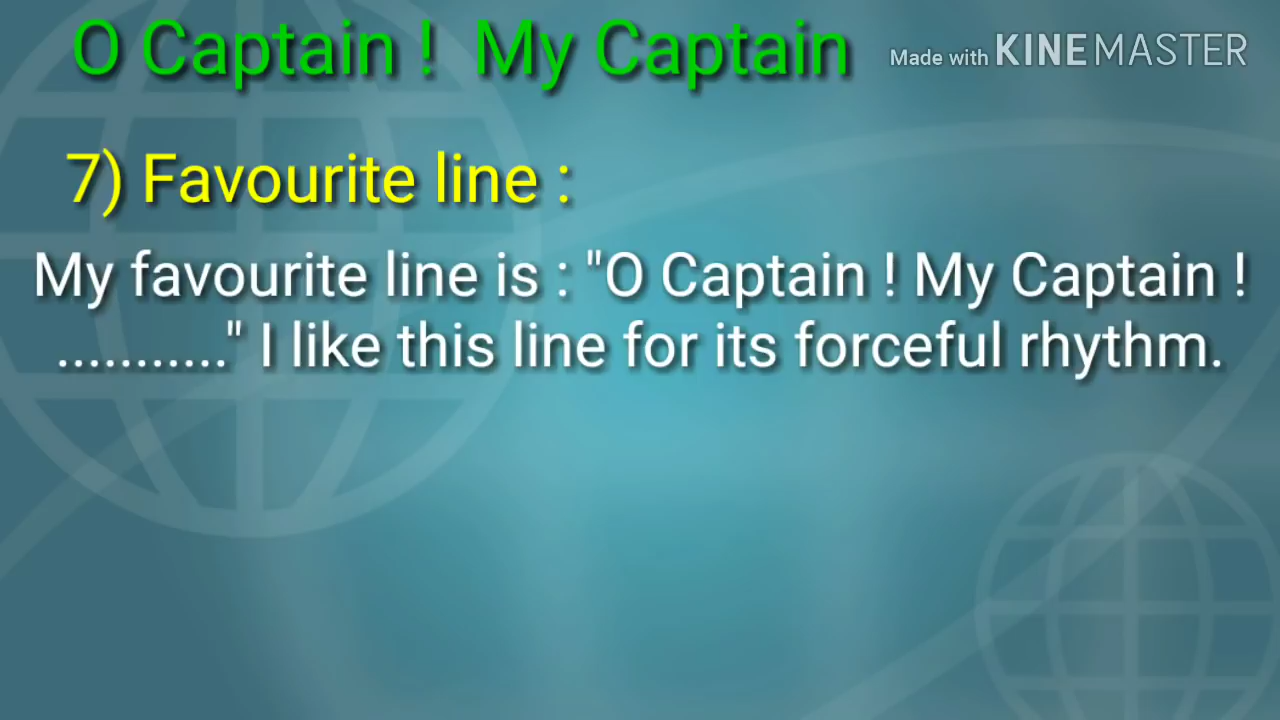 O Captain ! My Captain
Made with KINEMASTER
7) Favourite line :
My favourite line is : "O Captain ! My Captain !
..........." I like this line for its forceful rhythm.